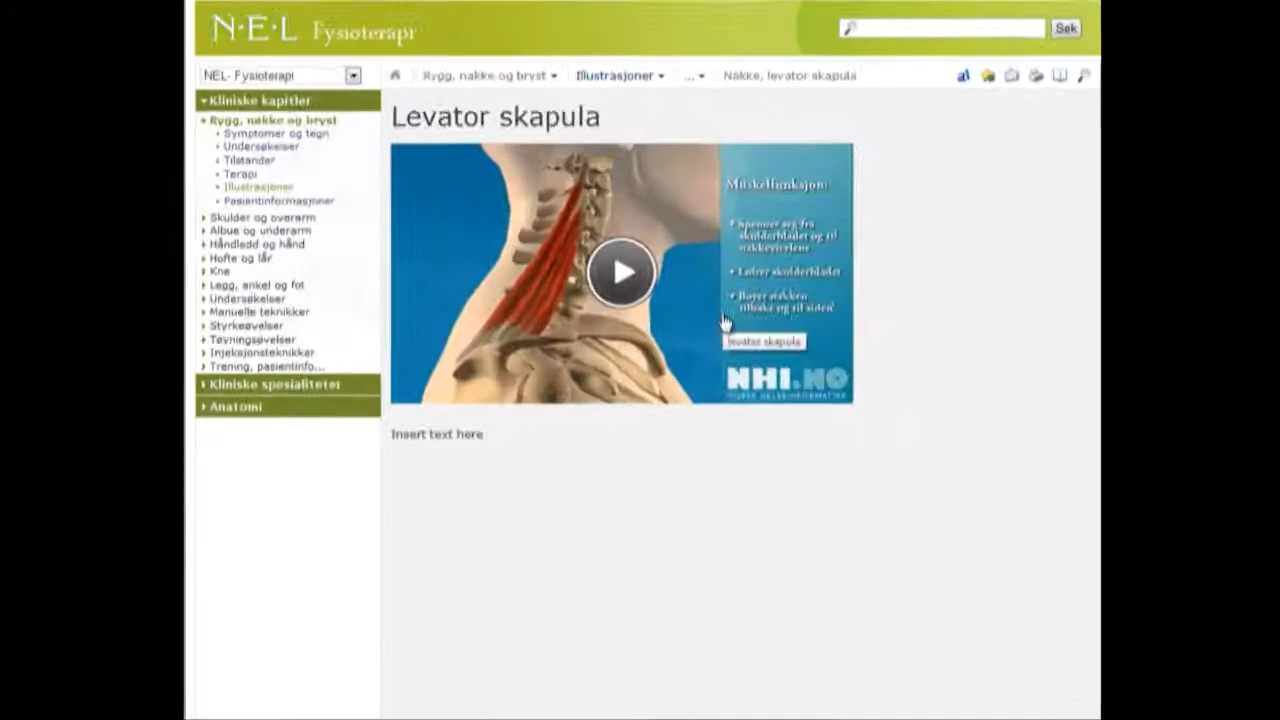 N·E·L Fysioterapi
Søk
NEL- Fysioterapi
Rygg, nakke og bryst
Illustrasjoner
...
Nakke, levator skapula
Kliniske kapitler
Rygg, nakke og bryst
Symptomer og tegn
Undersøkelser
Tilstander
Terapi
Illustrasjoner
Pasientinformasjoner
Skulder og overarm
Albue og underarm
Håndledd og hånd
Hofte og lår
Kne
Legg, ankel og fot
Undersøkelser
Manuelle teknikker
Styrkeøvelser
Tøyningsøvelser
Injeksjonsteknikker
Trening, pasientinfo...
Kliniske spesialiteter
Anatomi
Levator skapula
Muskelfunksjon:
• Spenner seg fra
skulderbladet og til
nakkevirvlene
• Løfter skulderbladet
• Bøyer nakken
tilbake og til siden
levator skapula
NHI.NO
NORSK HELSEINFORMATIKK
Insert text here